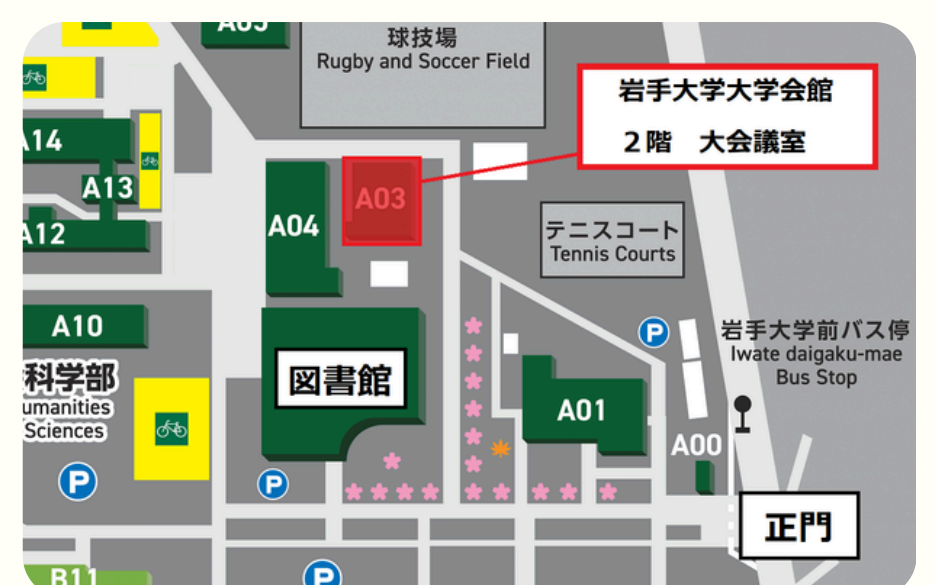 A05
球技場
Rugby and Soccer Field
岩手大学大学会館
２階　大会議室
A14
A13
A12
A04
A03
テニスコート
Tennis Courts
A10
P
岩手大学前バス停
Iwate daigaku-mae
Bus Stop
科学部
umanities
Sciences
図書館
A01
A00
P
P
正門
B11
P